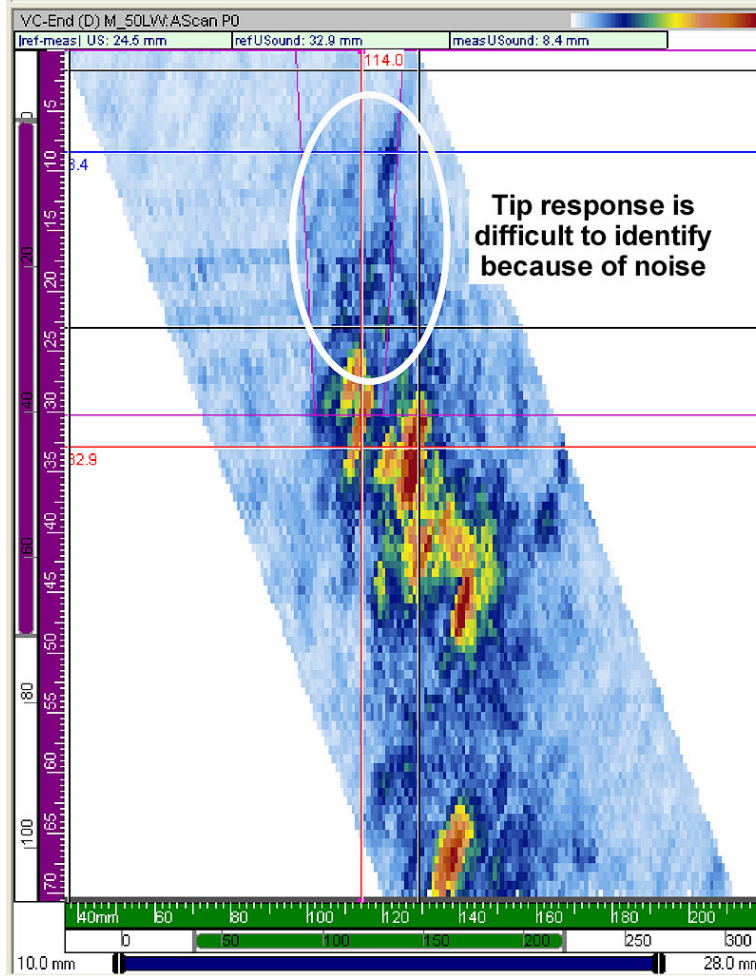 VC-End (D) M_50LW:AScan P0
|ref-meas| US: 24.5 mm refUSound: 32.9 mm measUSound: 8.4 mm
114.0
8.4
32.9
Tip response is
difficult to identify
because of noise
0
20
40
60
80
100
5
10
15
20
25
30
35
40
45
50
55
60
65
70
40mm 60 80 100 120 140 160 180 200
0 50 100 150 200 250 300
10.0 mm 28.0 mm